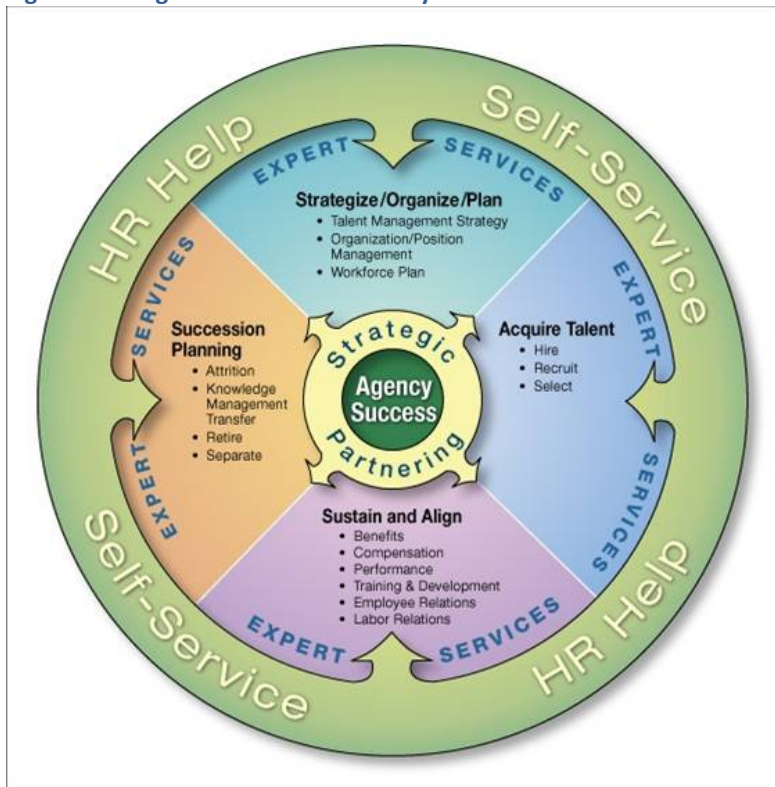 HR Help
Self-Service
EXPERT SERVICES
Strategize/Organize/Plan
• Talent Management Strategy
• Organization/Position
Management
• Workforce Plan
EXPERT SERVICES
Acquire Talent
• Hire
• Recruit
• Select
EXPERT SERVICES
Succession
Planning
• Attrition
• Knowledge
Management
Transfer
• Retire
• Separate
Strategic
Agency
Success
Partnering
Sustain and Align
• Benefits
• Compensation
• Performance
• Training & Development
• Employee Relations
• Labor Relations
EXPERT SERVICES
Self-Service
HR Help